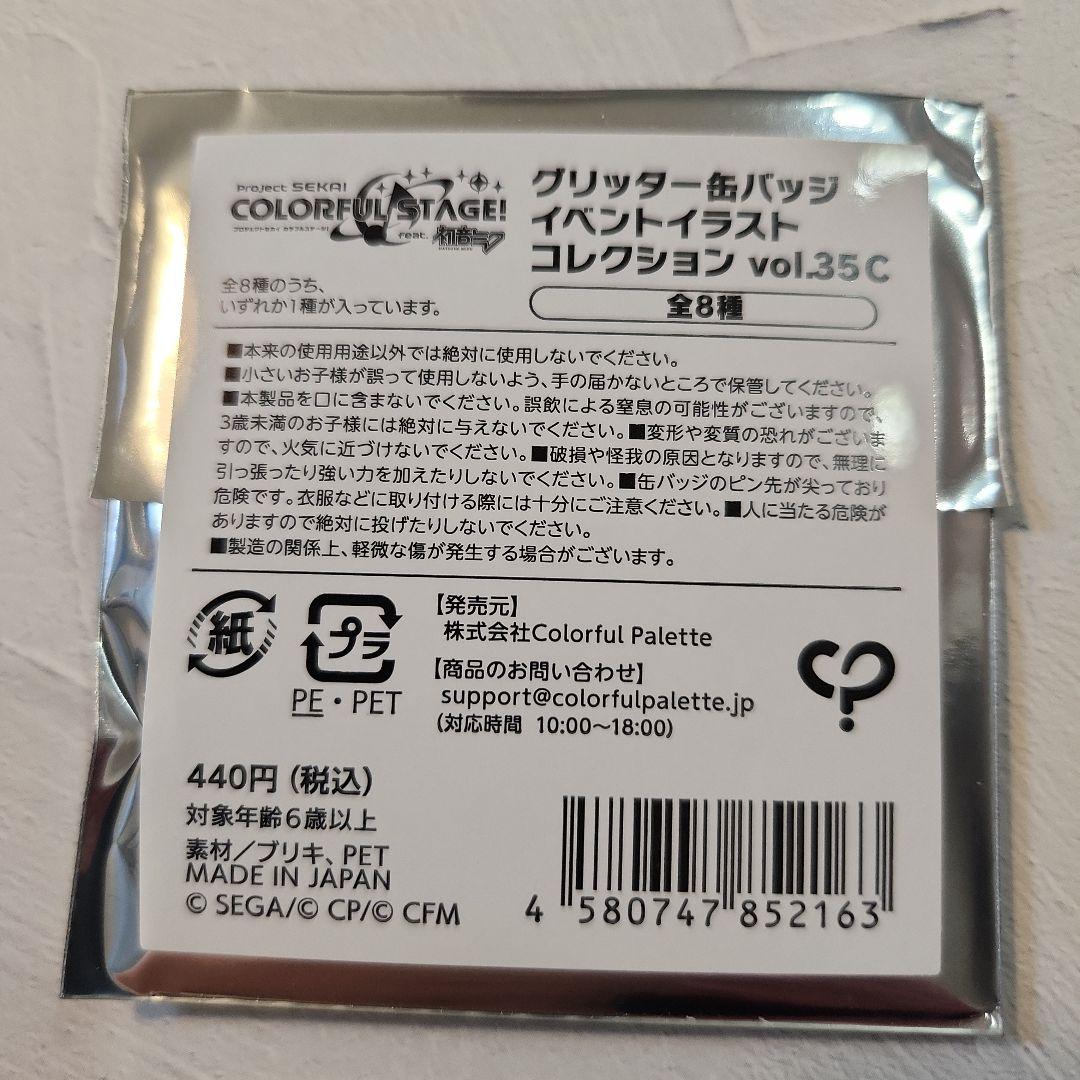 Project SEKAI
COLORFUL STAGE!
プロジェクトセカイ カラフルステージ!
feat. 初音ミク
HATSUNE MIKU
グリッター缶バッジ
イベントイラスト
コレクション vol.35 C
全8種
全8種のうち、
いずれか1種が入っています。
■本来の使用用途以外では絶対に使用しないでください。
■小さいお子様が誤って使用しないよう、手の届かないところで保管してください。
■本製品を口に含まないでください。誤飲による窒息の可能性がございますので、
3歳未満のお子様には絶対に与えないでください。■変形や変質の恐れがございま
すので、火気に近づけないでください。■破損や怪我の原因となりますので、無理に
引っ張ったり強い力を加えたりしないでください。■缶バッジのピン先が尖っており
危険です。衣服などに取り付ける際には十分にご注意ください。■人に当たる危険が
ありますので絶対に投げたりしないでください。
■製造の関係上、軽微な傷が発生する場合がございます。
紙
プラ
PE・PET
【発売元】
株式会社Colorful Palette
【商品のお問い合わせ】
support@colorfulpalette.jp
(対応時間 10:00〜18:00)
440円(税込)
対象年齢6歳以上
素材/ブリキ、PET
MADE IN JAPAN
© SEGA/© CP/© CFM
4 580747 852163